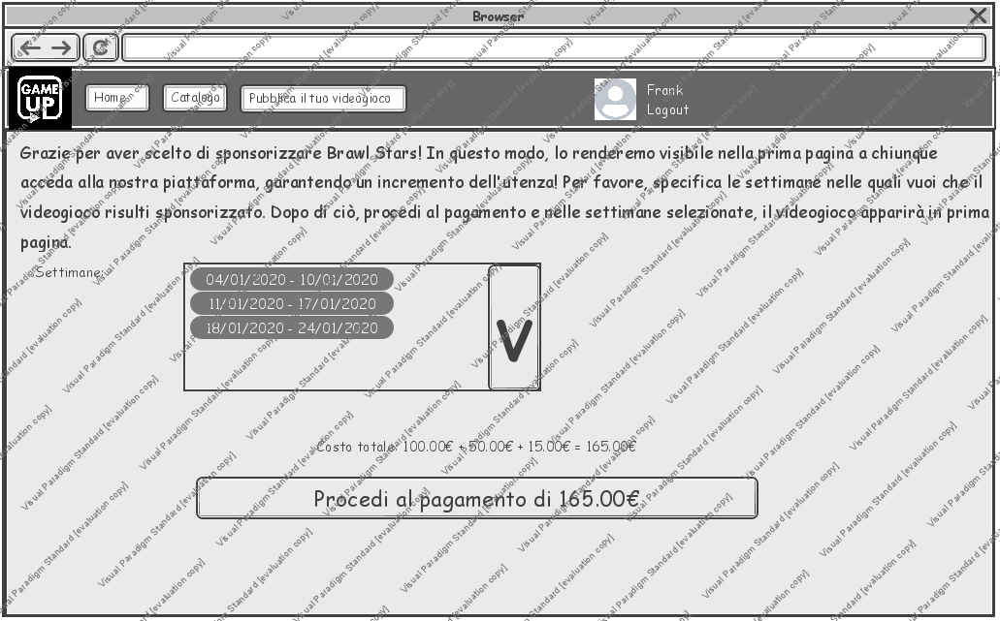 Browser
GAME
UP
Home
Catalogo
Pubblica il tuo videogioco
Frank
Logout
Grazie per aver scelto di sponsorizzare Brawl Stars! In questo modo, lo renderemo visibile nella prima pagina a chiunque
acceda alla nostra piattaforma, garantendo un incremento dell'utenza! Per favore, specifica le settimane nelle quali vuoi che il
videogioco risulti sponsorizzato. Dopo di ciò, procedi al pagamento e nelle settimane selezionate, il videogioco apparirà in prima
pagina.
Settimane:
04/01/2020 - 10/01/2020
11/01/2020 - 17/01/2020
18/01/2020 - 24/01/2020
V
Costo totale: 100.00€ + 50.00€ + 15.00€ = 165.00€
Procedi al pagamento di 165.00€
Visual Paradigm Standard [evaluation copy]